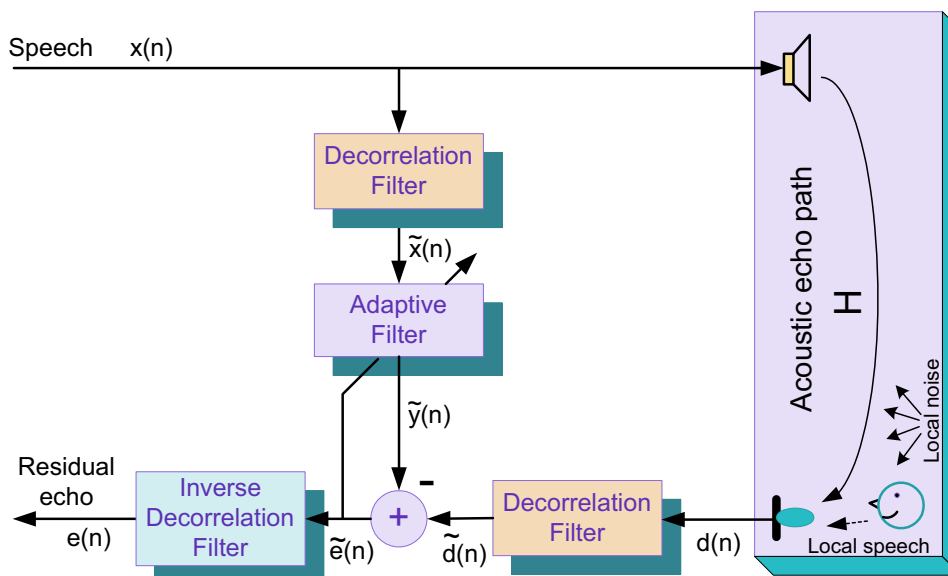 Speech x(n)
Decorrelation
Filter
x̃(n)
Adaptive
Filter
ỹ(n)
-
Residual
echo
e(n)
Inverse
Decorrelation
Filter
ẽ(n)
+
d̃(n)
Decorrelation
Filter
d(n)
Acoustic echo path
H
Local noise
Local speech